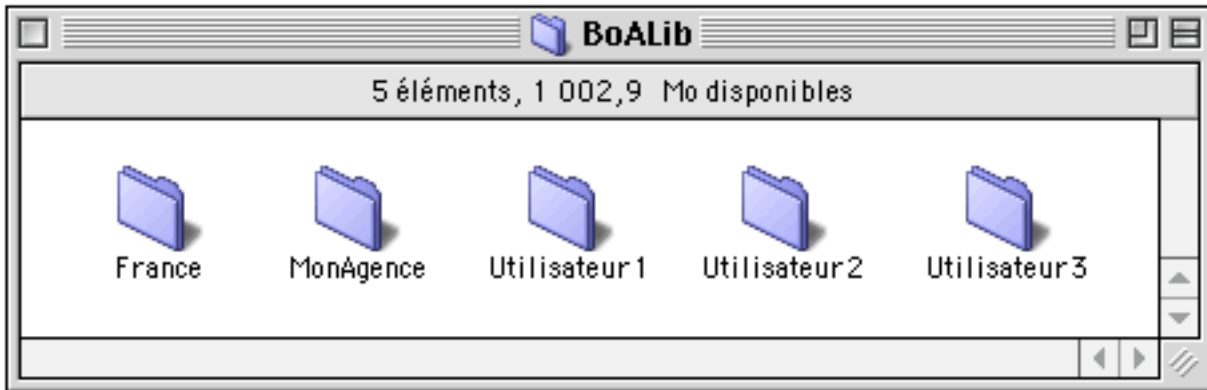 BoALib
5 éléments, 1 002,9 Mo disponibles
France MonAgence Utilisateur1 Utilisateur2 Utilisateur3